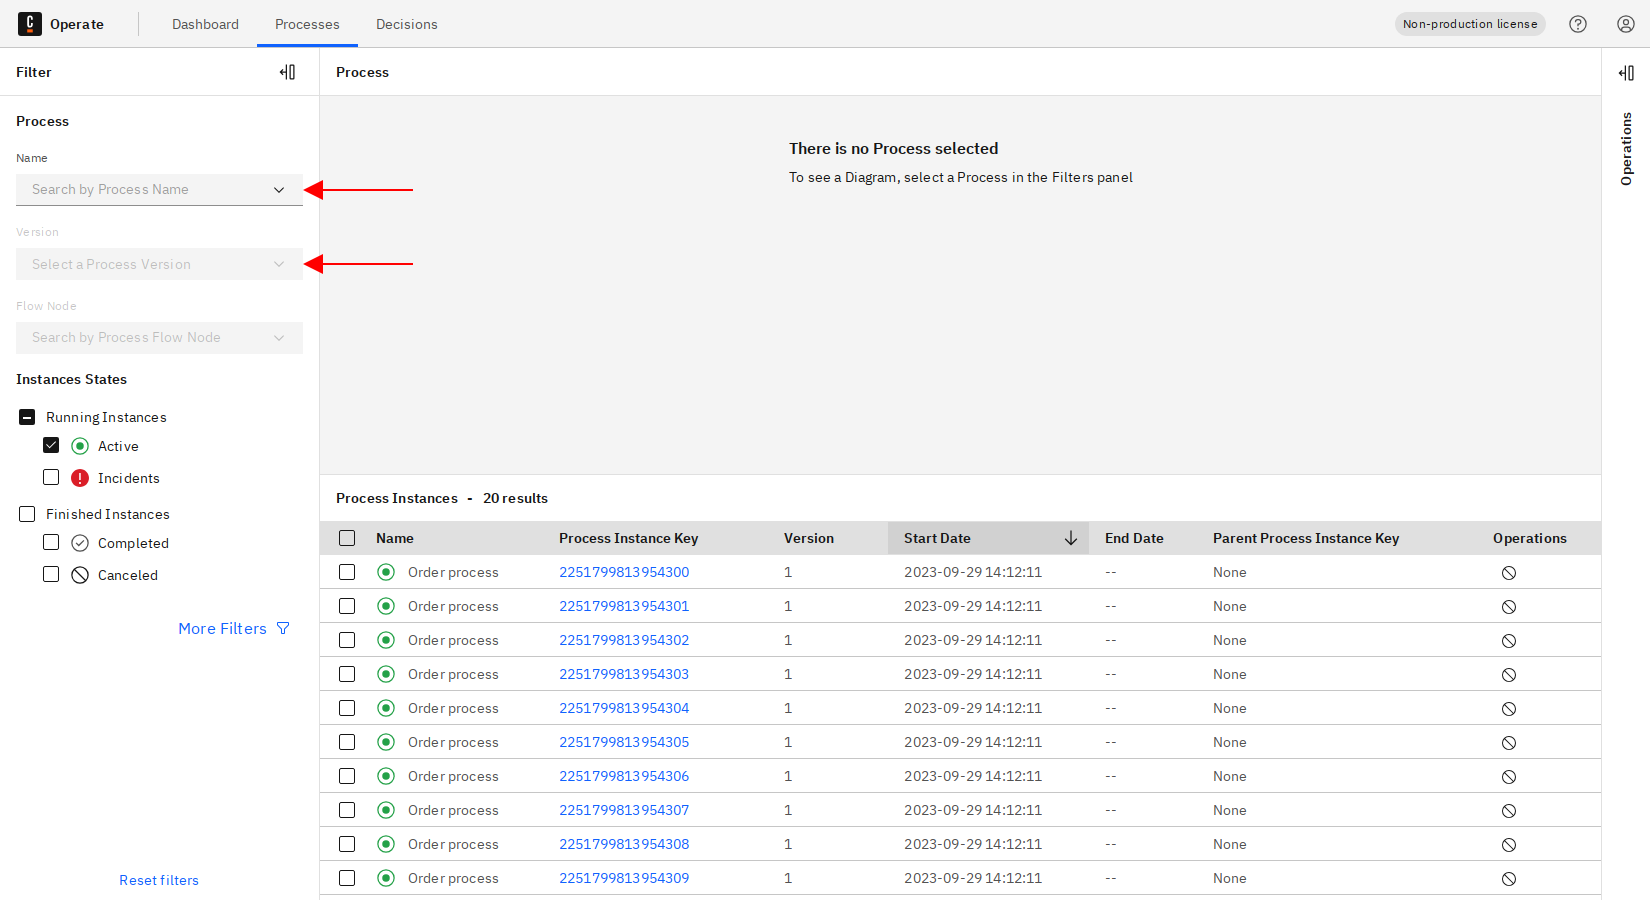 C Operate Dashboard Processes Decisions Non-production license
Filter
Process
Process
Name
Search by Process Name
Version
Select a Process Version
Flow Node
Search by Process Flow Node
Instances States
Running Instances
Active
Incidents
Finished Instances
Completed
Canceled
More Filters
Reset filters
There is no Process selected
To see a Diagram, select a Process in the Filters panel
Operations
Process Instances - 20 results
Name Process Instance Key Version Start Date End Date Parent Process Instance Key Operations
Order process 2251799813954300 1 2023-09-29 14:12:11 -- None
Order process 2251799813954301 1 2023-09-29 14:12:11 -- None
Order process 2251799813954302 1 2023-09-29 14:12:11 -- None
Order process 2251799813954303 1 2023-09-29 14:12:11 -- None
Order process 2251799813954304 1 2023-09-29 14:12:11 -- None
Order process 2251799813954305 1 2023-09-29 14:12:11 -- None
Order process 2251799813954306 1 2023-09-29 14:12:11 -- None
Order process 2251799813954307 1 2023-09-29 14:12:11 -- None
Order process 2251799813954308 1 2023-09-29 14:12:11 -- None
Order process 2251799813954309 1 2023-09-29 14:12:11 -- None